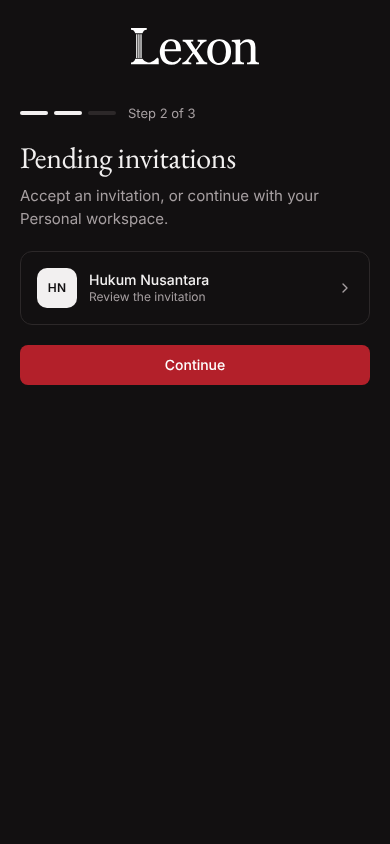 Lexon
Step 2 of 3
Pending invitations
Accept an invitation, or continue with your
Personal workspace.
HN
Hukum Nusantara
Review the invitation
Continue